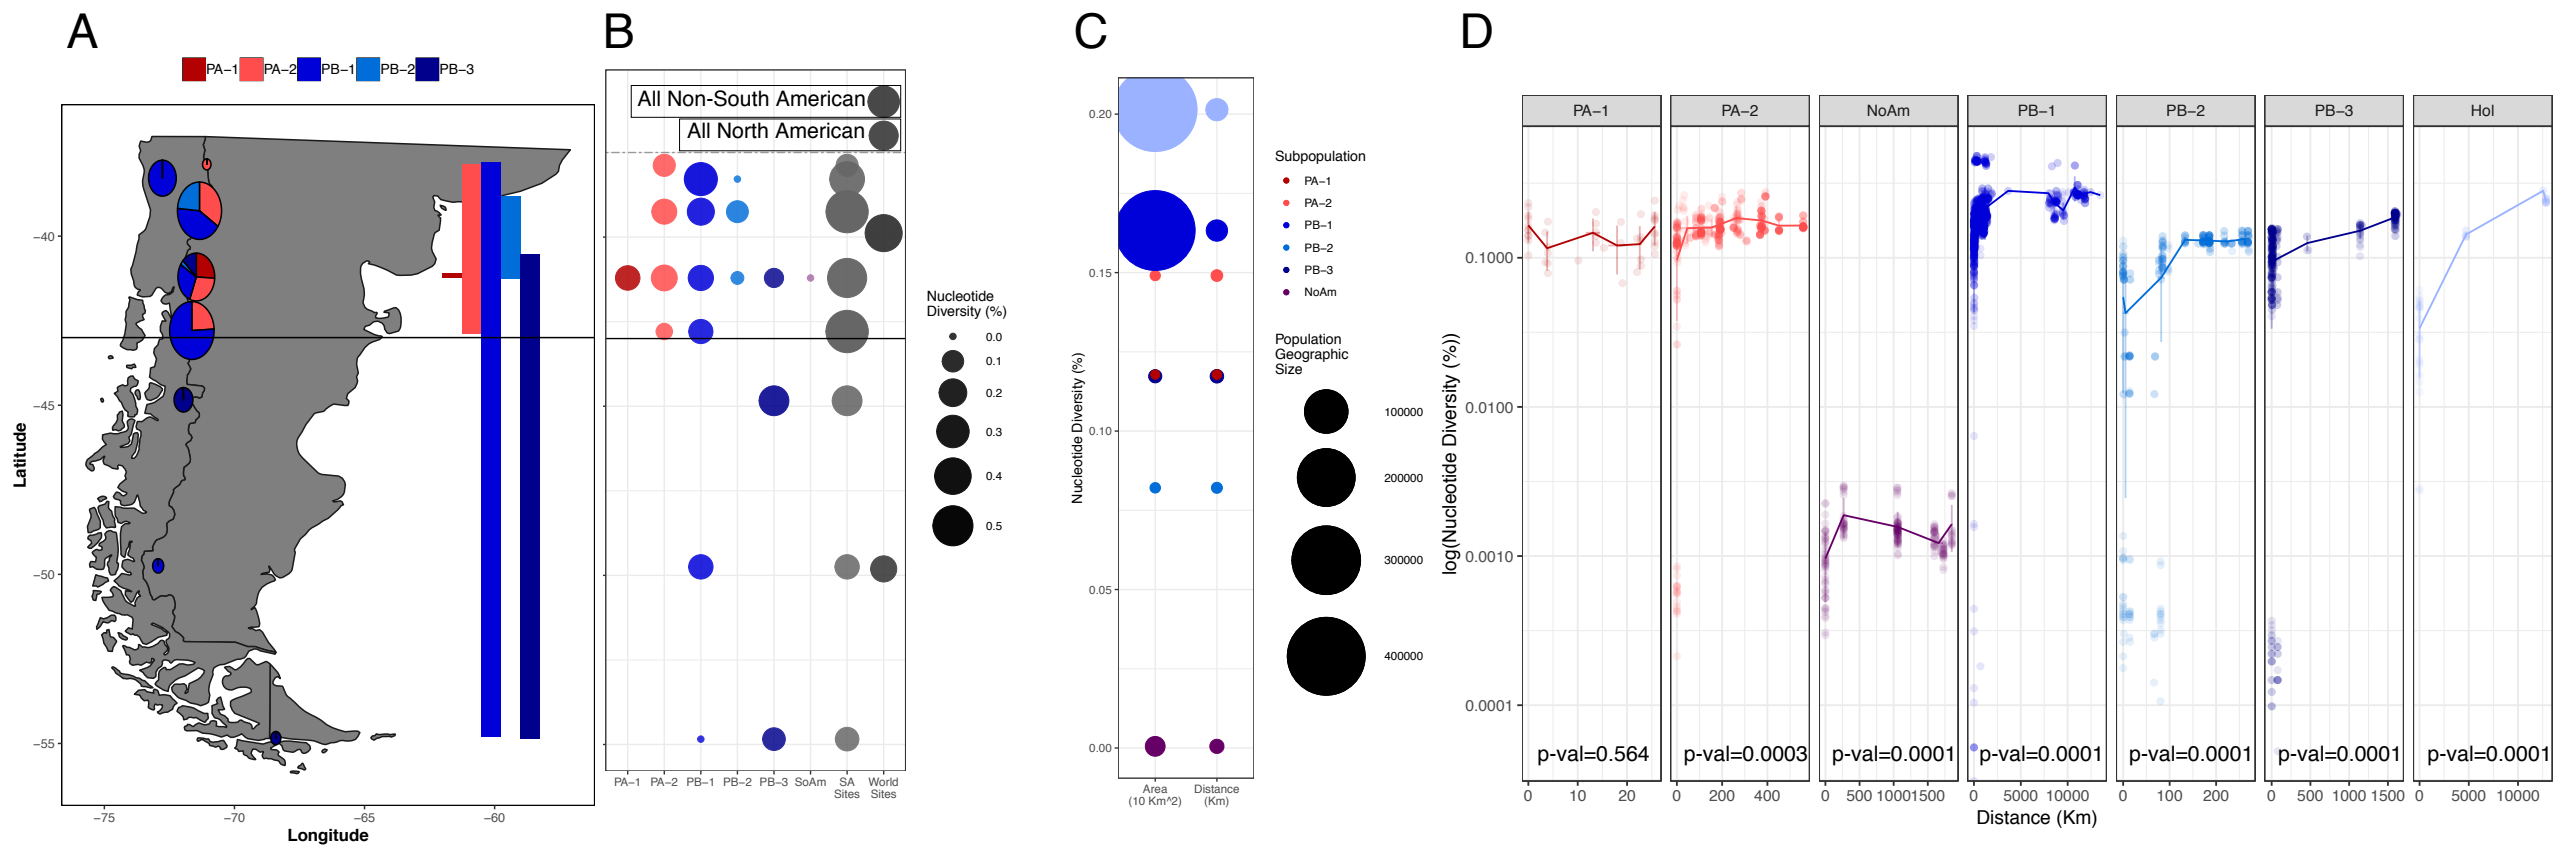 A
PA−1 PA−2 PB−1 PB−2 PB−3
−40
−45
−50
−55
Latitude
−75 −70 −65 −60
Longitude
B
All Non-South American
All North American
PA−1 PA−2 PB−1 PB−2 PB−3 SoAm SA Sites World Sites
Nucleotide
Diversity (%)
0.0
0.1
0.2
0.3
0.4
0.5
C
0.20
0.15
0.10
0.05
0.00
Nucleotide Diversity (%)
Area
(10 Km^2)
Distance
(Km)
Subpopulation
PA−1
PA−2
PB−1
PB−2
PB−3
NoAm
Population
Geographic
Size
100000
200000
300000
400000
D
PA−1 PA−2 NoAm PB−1 PB−2 PB−3 Hol
log(Nucleotide Diversity (%))
0.1000
0.0100
0.0010
0.0001
p-val=0.564 p-val=0.0003 p-val=0.0001 p-val=0.0001 p-val=0.0001 p-val=0.0001 p-val=0.0001
0 10 20 0 200 400 0 500 1000 1500 0 5000 10000 0 100 200 0 500 1000 1500 0 5000 10000
Distance (Km)